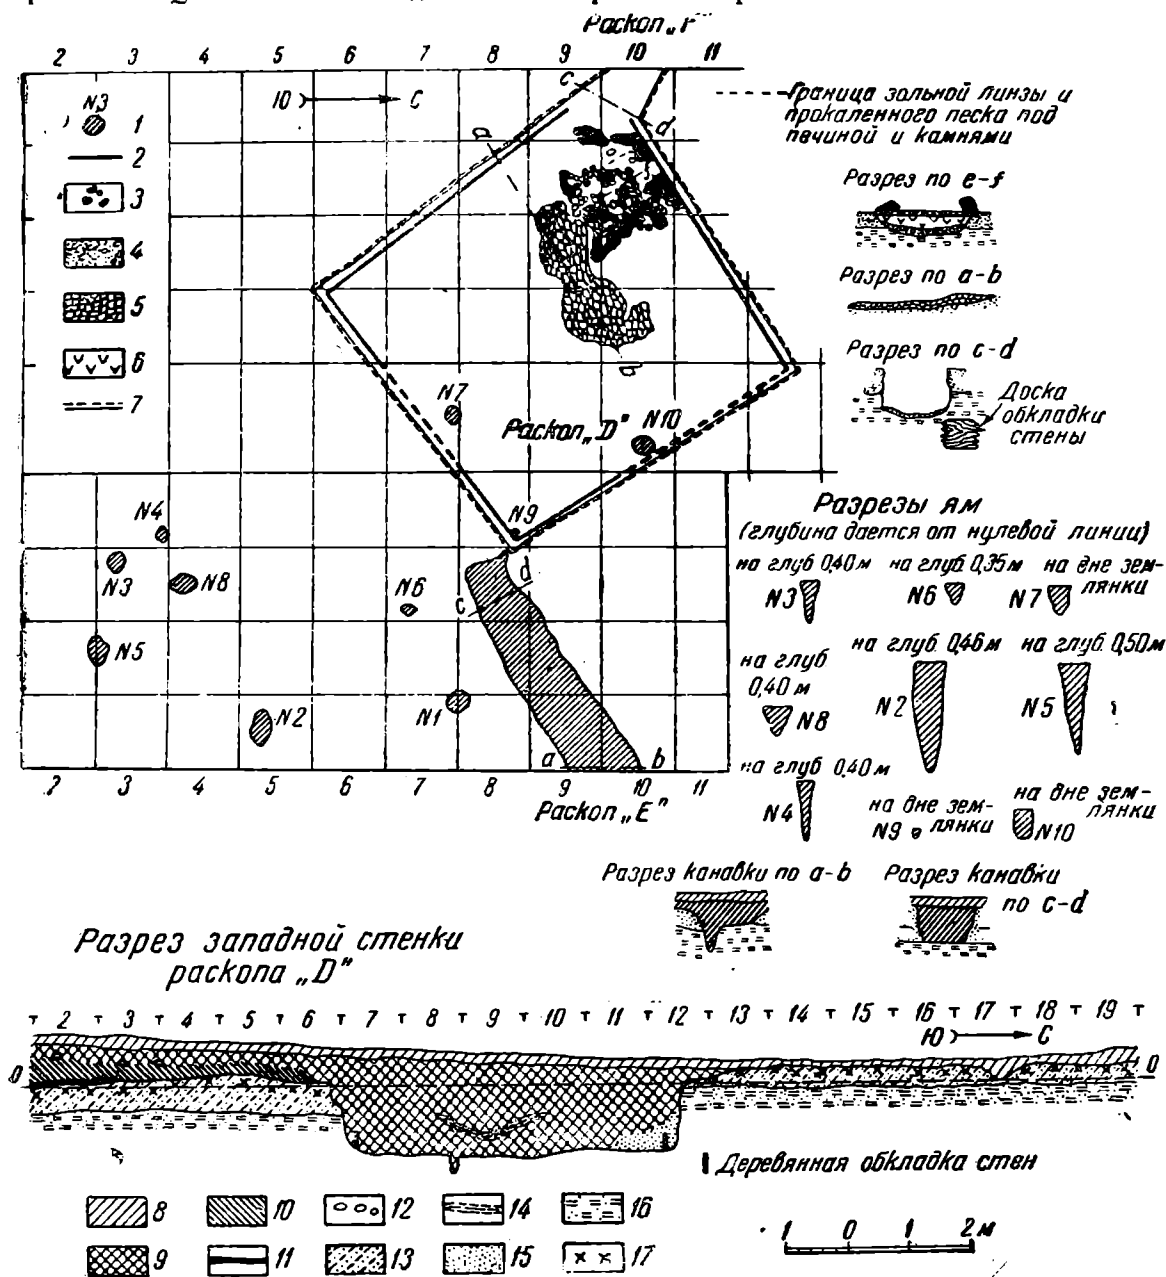 Раскоп „Г"
2 3 4 5 6 7 8 9 10 11
N3
1
2
3
4
5
6
7
Ю С
a
c
d
b
Граница зольной линзы и
прокаленного песка под
печиной и камнями
Разрез по e-f
Разрез по a-b
Разрез по c-d
Доска
обкладки
стены
N7
Раскоп „D"
N10
N9
N4
N3
N8
N6
N5
N2
N1
c
d
a
b
2 3 4 5 6 7 8 9 10 11
Раскоп „Е"
Разрезы ям
(глубина дается от нулевой линии)
на глуб 0,40 м
N3
на глуб. 0,35 м
N6
на дне зем-
лянки
N7
на глуб
0,40 м
N8
на глуб. 0,46 м
N2
на глуб. 0,50 м
N5
на глуб 0,40 м
N4
на дне зем-
лянки
N9
на дне зем-
лянки
N10
Разрез канавки по a-b
Разрез канавки
по c-d
Разрез западной стенки
раскопа „D"
2 3 4 5 6 7 8 9 10 11 12 13 14 15 16 17 18 19
Ю С
0 0
Деревянная обкладка стен
8 10 12 14 16
9 11 13 15 17
1 0 1 2 м